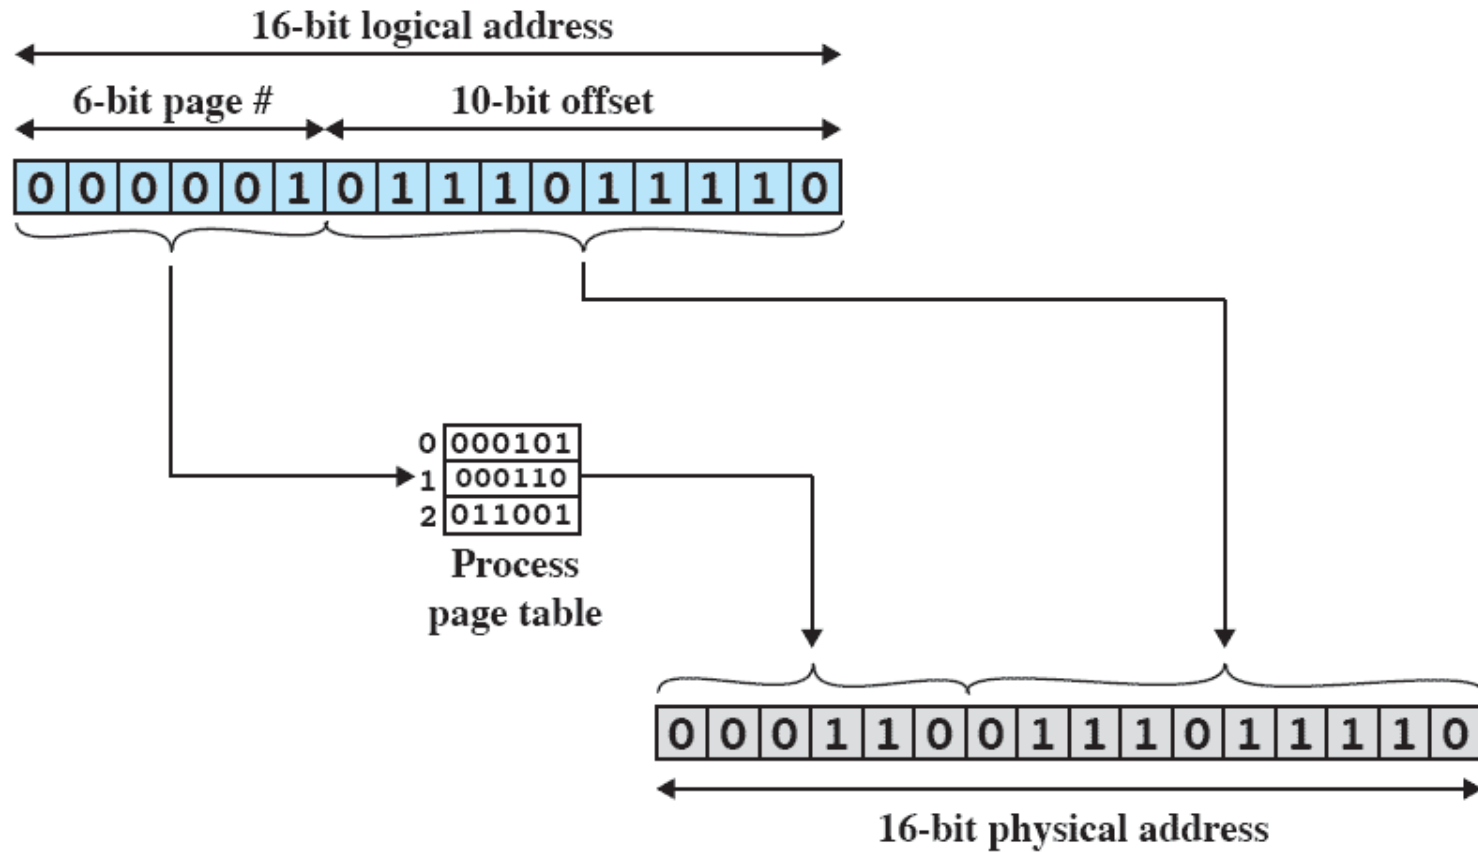 16-bit logical address
6-bit page # 10-bit offset
0 0 0 0 0 1 0 1 1 1 0 1 1 1 1 0
0 000101
1 000110
2 011001
Process
page table
0 0 0 1 1 0 0 1 1 1 0 1 1 1 1 0
16-bit physical address